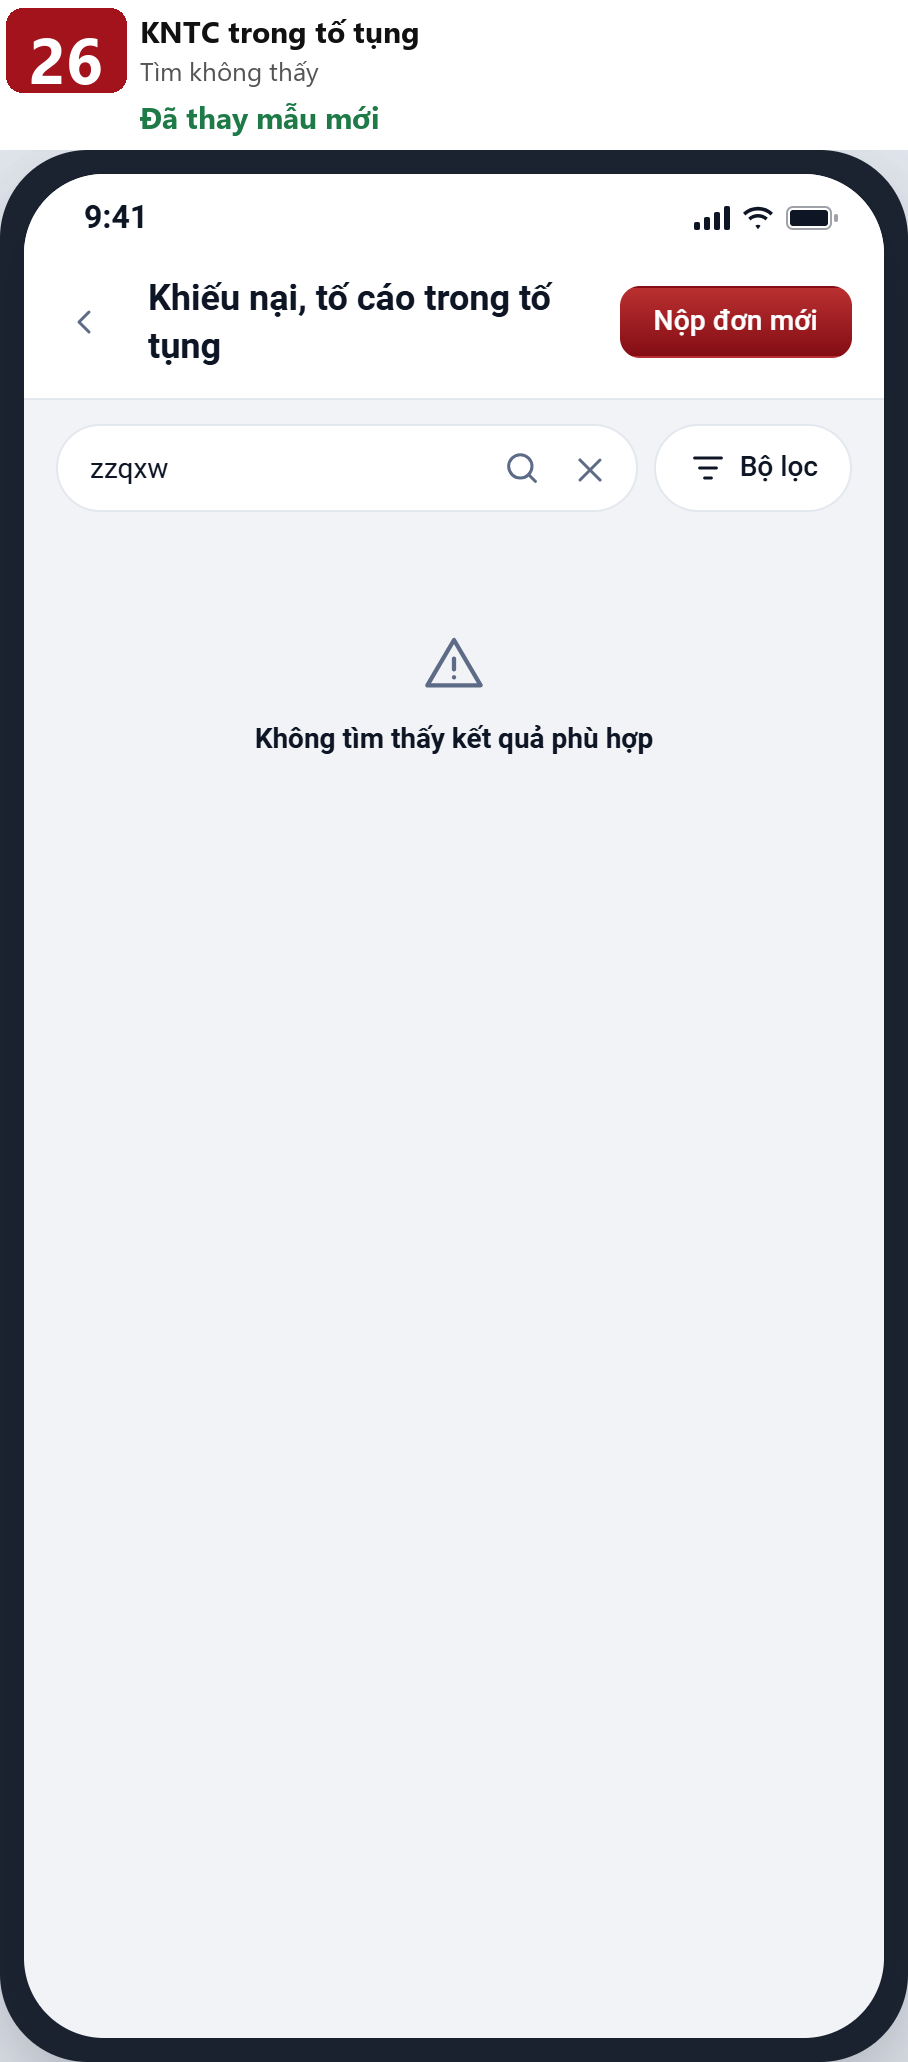 26
KNTC trong tố tụng
Tìm không thấy
Đã thay mẫu mới
9:41
Khiếu nại, tố cáo trong tố
tụng
Nộp đơn mới
zzqxw
Bộ lọc
Không tìm thấy kết quả phù hợp